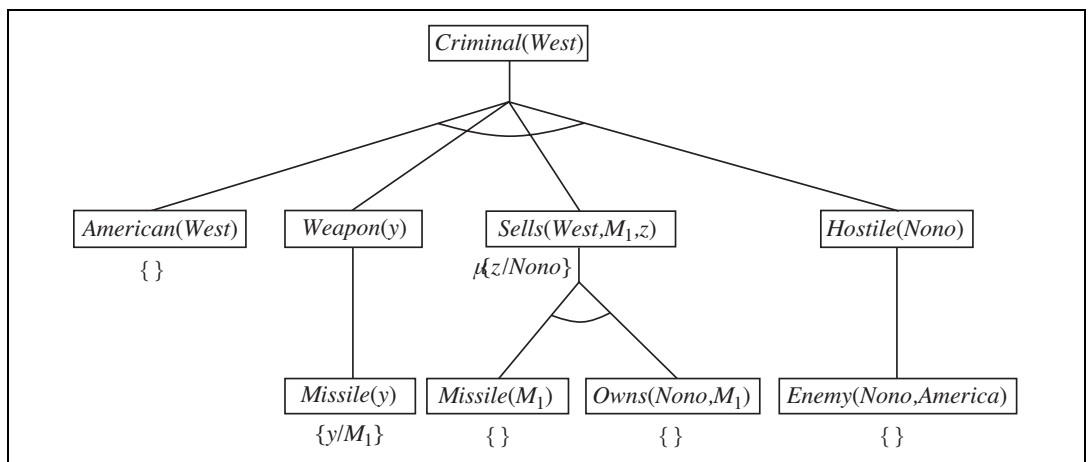 Criminal(West)
American(West) Weapon(y) Sells(West,M₁,z) Hostile(Nono)
{ } {z/Nono}
Missile(y) Missile(M₁) Owns(Nono,M₁) Enemy(Nono,America)
{y/M₁} { } { } { }